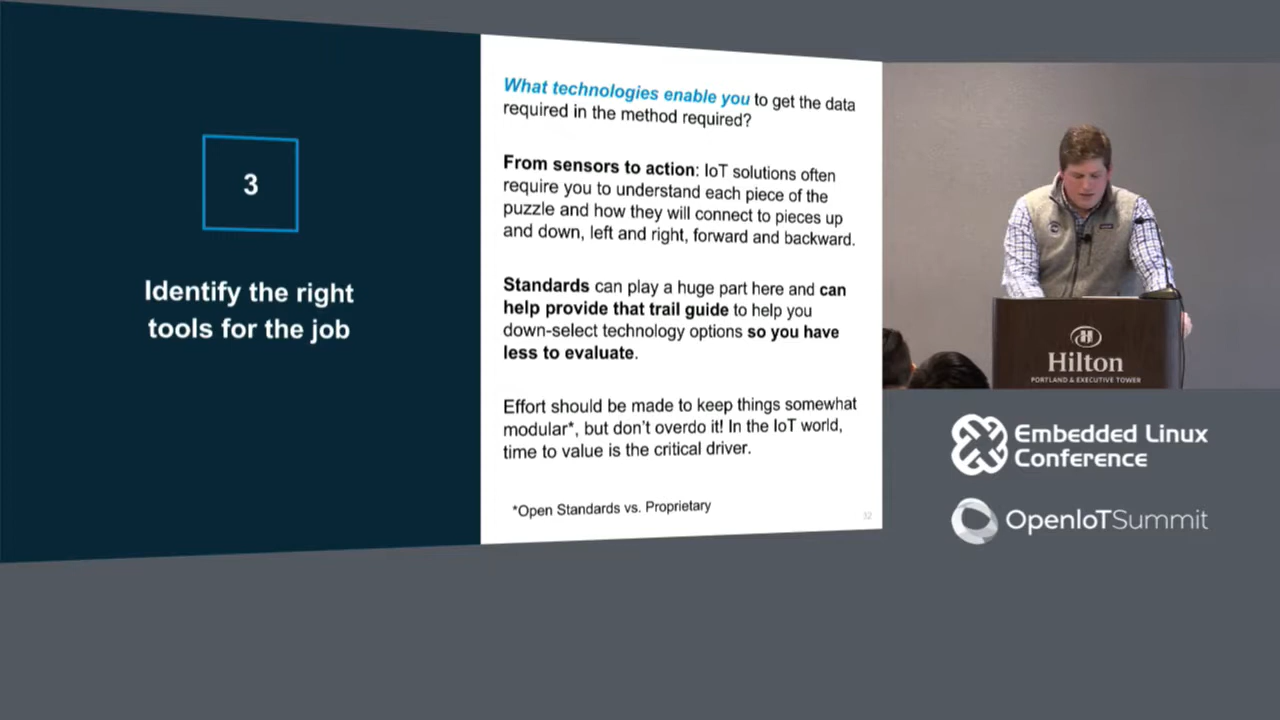 3
Identify the right
tools for the job
What technologies enable you to get the data
required in the method required?
From sensors to action: IoT solutions often
require you to understand each piece of the
puzzle and how they will connect to pieces up
and down, left and right, forward and backward.
Standards can play a huge part here and can
help provide that trail guide to help you
down-select technology options so you have
less to evaluate.
Effort should be made to keep things somewhat
modular*, but don't overdo it! In the IoT world,
time to value is the critical driver.
*Open Standards vs. Proprietary
32
H
Hilton
PORTLAND & EXECUTIVE TOWER
Embedded Linux
Conference
OpenIoTSummit